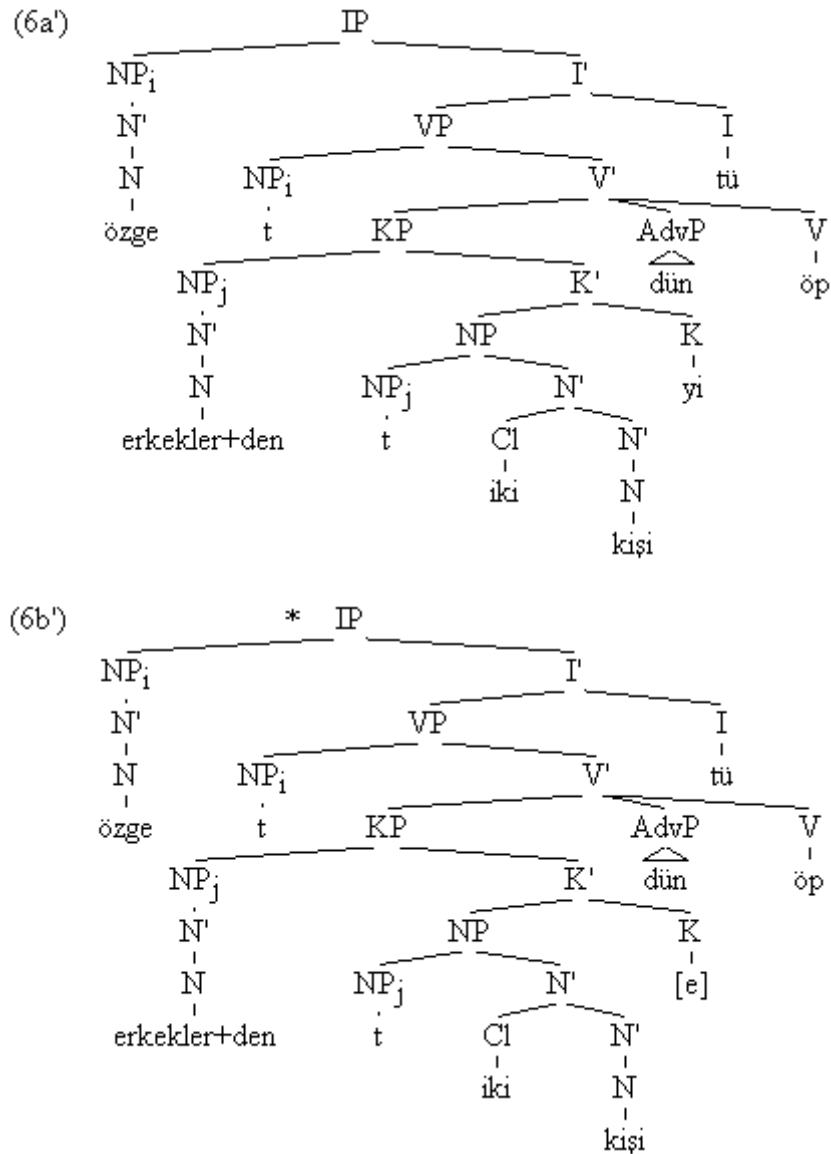 (6a') IP
NPi I'
N' VP I
N NPi V' tü
özge t KP AdvP V
NPj K' dün öp
N' NP K
N NPj N' yi
erkekler+den t Cl N'
iki N
kişi
(6b') * IP
NPi I'
N' VP I
N NPi V' tü
özge t KP AdvP V
NPj K' dün öp
N' NP K
N NPj N' [e]
erkekler+den t Cl N'
iki N
kişi